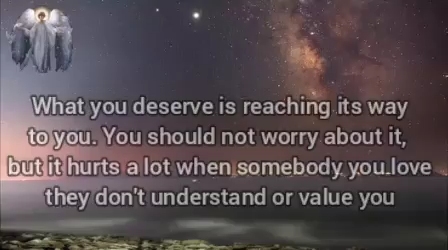 What you deserve is reaching its way
to you. You should not worry about it,
but it hurts a lot when somebody you love
they don't understand or value you